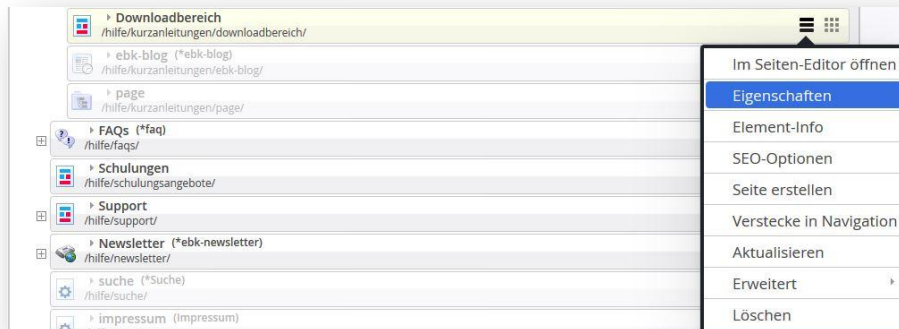 Downloadbereich
/hilfe/kurzanleitungen/downloadbereich/
ebk-blog (*ebk-blog)
/hilfe/kurzanleitungen/ebk-blog/
page
/hilfe/kurzanleitungen/page/
FAQs (*faq)
/hilfe/faqs/
Schulungen
/hilfe/schulungsangebote/
Support
/hilfe/support/
Newsletter (*ebk-newsletter)
/hilfe/newsletter/
suche (*Suche)
/hilfe/suche/
impressum (Impressum)
Im Seiten-Editor öffnen
Eigenschaften
Element-Info
SEO-Optionen
Seite erstellen
Verstecke in Navigation
Aktualisieren
Erweitert
Löschen